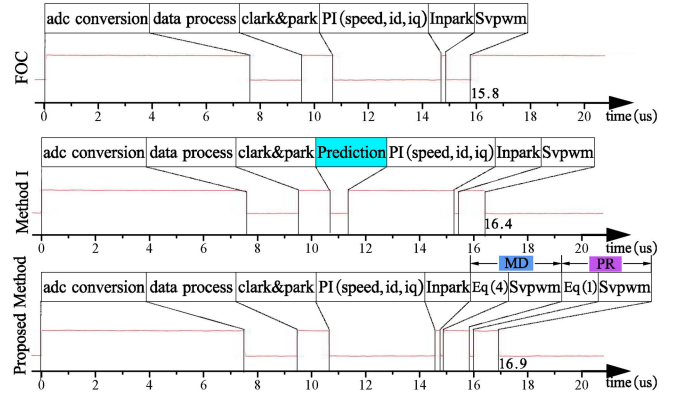 adc conversion data process clark&park PI(speed,id,iq) Inpark Svpwm
FOC
15.8
0 2 4 6 8 10 12 14 16 18 20 time(us)
adc conversion data process clark&park Prediction PI(speed,id,iq) Inpark Svpwm
Method I
16.4
0 2 4 6 8 10 12 14 16 18 20 time(us)
MD PR
adc conversion data process clark&park PI(speed,id,iq) Inpark Eq(4) Svpwm Eq(1) Svpwm
Proposed Method
16.9
0 2 4 6 8 10 12 14 16 18 20 time(us)